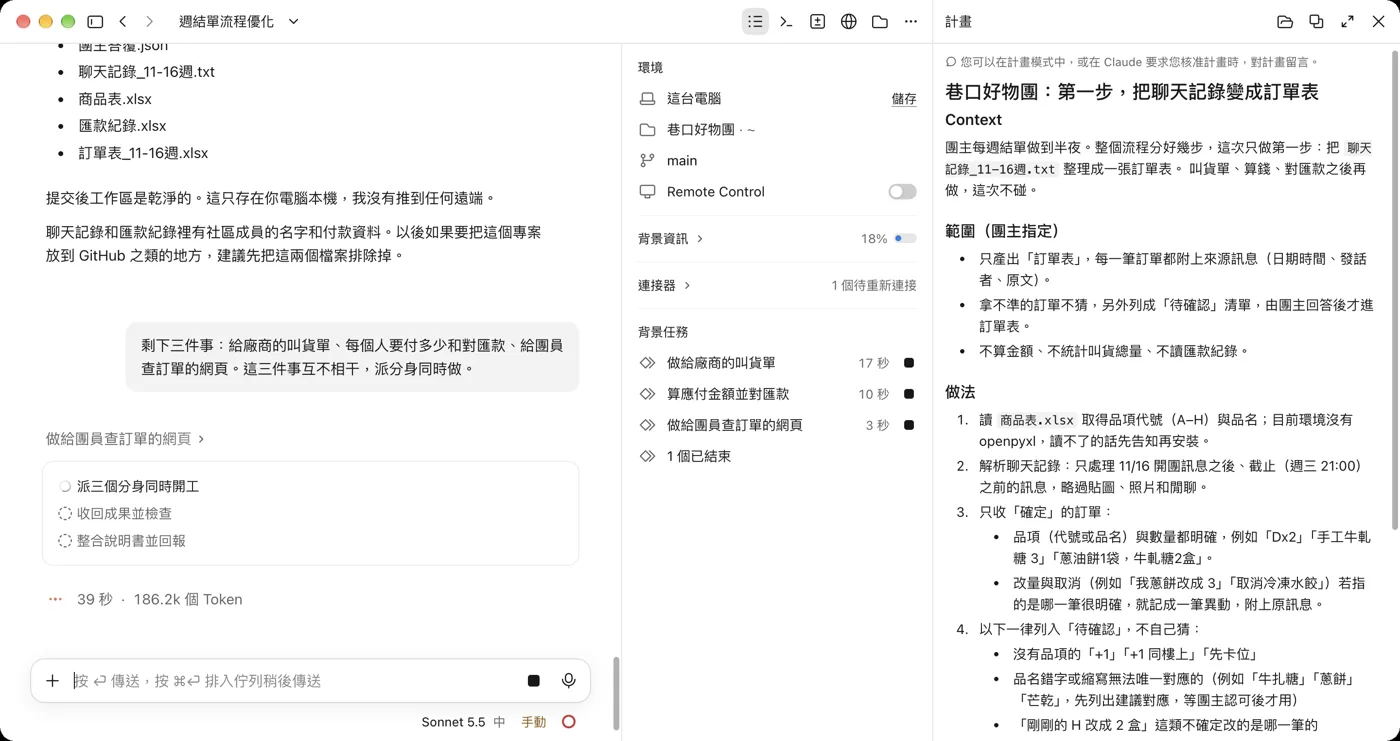 週結單流程優化
團主答覆.json
聊天記錄_11-16週.txt
商品表.xlsx
匯款紀錄.xlsx
訂單表_11-16週.xlsx
提交後工作區是乾淨的。這只存在你電腦本機，我沒有推到任何遠端。
聊天記錄和匯款紀錄裡有社區成員的名字和付款資料。以後如果要把這個專案
放到 GitHub 之類的地方，建議先把這兩個檔案排除掉。
剩下三件事：給廠商的叫貨單、每個人要付多少和對匯款、給團員
查訂單的網頁。這三件事互不相干，派分身同時做。
做給團員查訂單的網頁
派三個分身同時開工
收回成果並檢查
整合說明書並回報
39 秒 · 186.2k 個 Token
按 ⏎ 傳送，按 ⌘⏎ 排入佇列稍後傳送
Sonnet 5.5 中 手動
環境
這台電腦 儲存
巷口好物團 · ~
main
Remote Control
背景資訊 18%
連接器 1 個待重新連接
背景任務
做給廠商的叫貨單 17 秒
算應付金額並對匯款 10 秒
做給團員查訂單的網頁 3 秒
1 個已結束
計畫
您可以在計畫模式中，或在 Claude 要求您核准計畫時，對計畫留言。
巷口好物團：第一步，把聊天記錄變成訂單表
Context
團主每週結單做到半夜。整個流程分好幾步，這次只做第一步：把 聊天
記錄_11-16週.txt 整理成一張訂單表。叫貨單、算錢、對匯款之後再
做，這次不碰。
範圍（團主指定）
只產出「訂單表」，每一筆訂單都附上來源訊息（日期時間、發話
者、原文）。
拿不準的訂單不猜，另外列成「待確認」清單，由團主回答後才進
訂單表。
不算金額、不統計叫貨總量、不讀匯款紀錄。
做法
1. 讀 商品表.xlsx 取得品項代號（A–H）與品名；目前環境沒有
openpyxl，讀不了的話先告知再安裝。
2. 解析聊天記錄：只處理 11/16 開團訊息之後、截止（週三 21:00）
之前的訊息，略過貼圖、照片和閒聊。
3. 只收「確定」的訂單：
品項（代號或品名）與數量都明確，例如「Dx2」「手工牛軋
糖 3」「蔥油餅1袋，牛軋糖2盒」。
改量與取消（例如「我蔥餅改成 3」「取消冷凍水餃」）若指
的是哪一筆很明確，就記成一筆異動，附上原訊息。
4. 以下一律列入「待確認」，不自己猜：
沒有品項的「+1」「+1 同樓上」「先卡位」
品名錯字或縮寫無法唯一對應的（例如「牛扎糖」「蔥餅」
「芒乾」，先列出建議對應，等團主認可後才用）
「剛剛的 H 改成 2 盒」這類不確定改的是哪一筆的